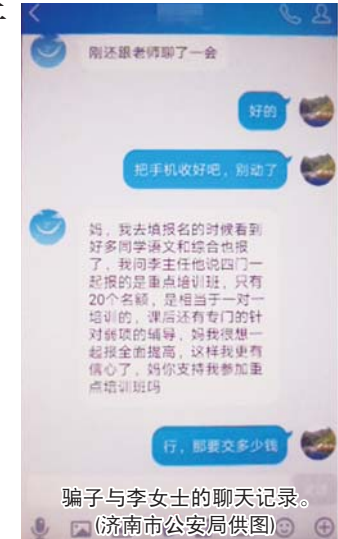 刚还跟老师聊了一会
好的
把手机收好吧，别动了
妈，我去填报名的时候看到
好多同学语文和综合也报
了，我问李主任他说四门一
起报的是重点培训班，只有
20个名额，是相当于一对一
培训的，课后还有专门的针
对弱项的辅导，妈我很想一
起报全面提高，这样我更有
信心了，妈你支持我参加重
点培训班吗
行，那要交多少钱
骗子与李女士的聊天记录。
(济南市公安局供图)